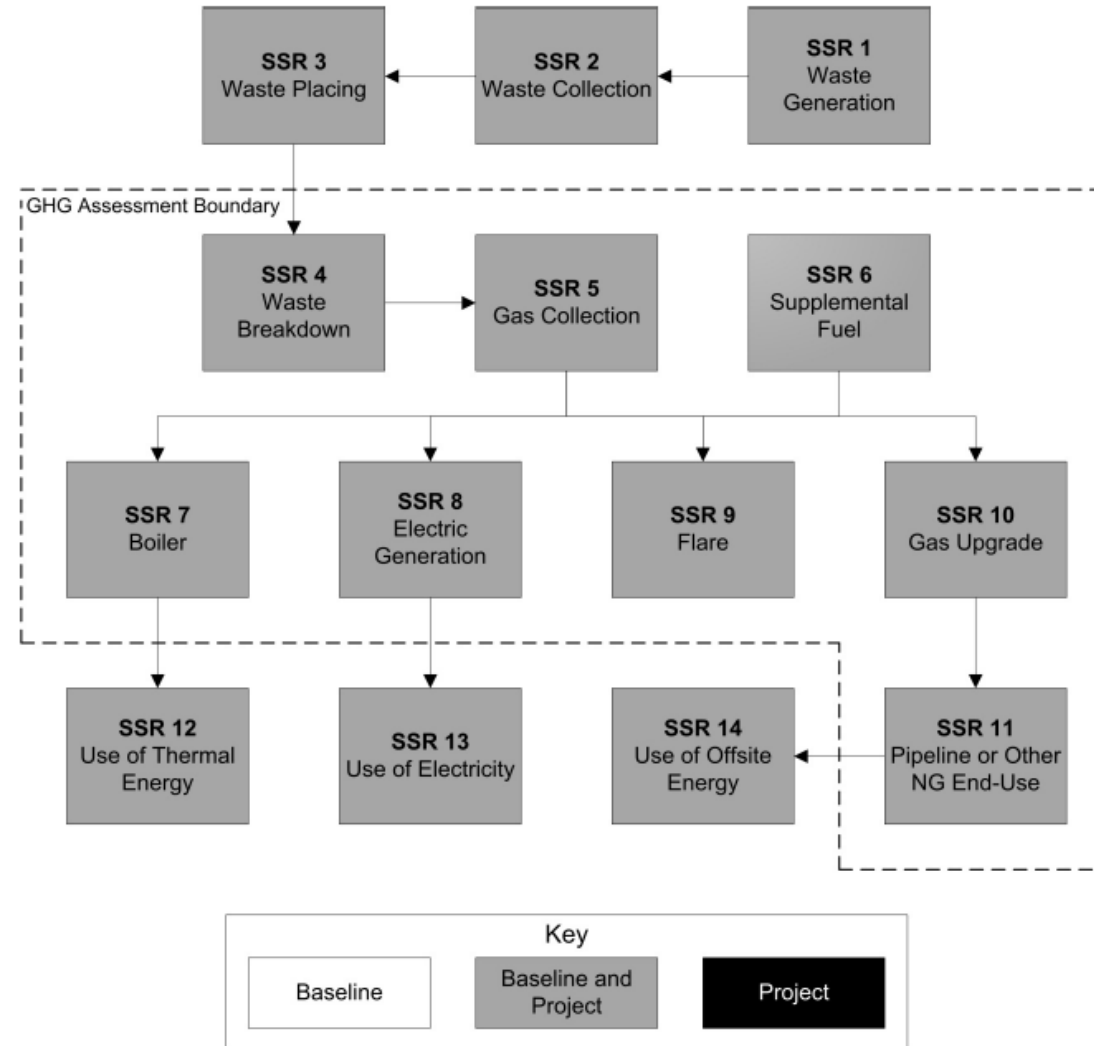 SSR 3
Waste Placing
SSR 2
Waste Collection
SSR 1
Waste
Generation
GHG Assessment Boundary
SSR 4
Waste
Breakdown
SSR 5
Gas Collection
SSR 6
Supplemental
Fuel
SSR 7
Boiler
SSR 8
Electric
Generation
SSR 9
Flare
SSR 10
Gas Upgrade
SSR 12
Use of Thermal
Energy
SSR 13
Use of Electricity
SSR 14
Use of Offsite
Energy
SSR 11
Pipeline or Other
NG End-Use
Key
Baseline
Baseline and
Project
Project